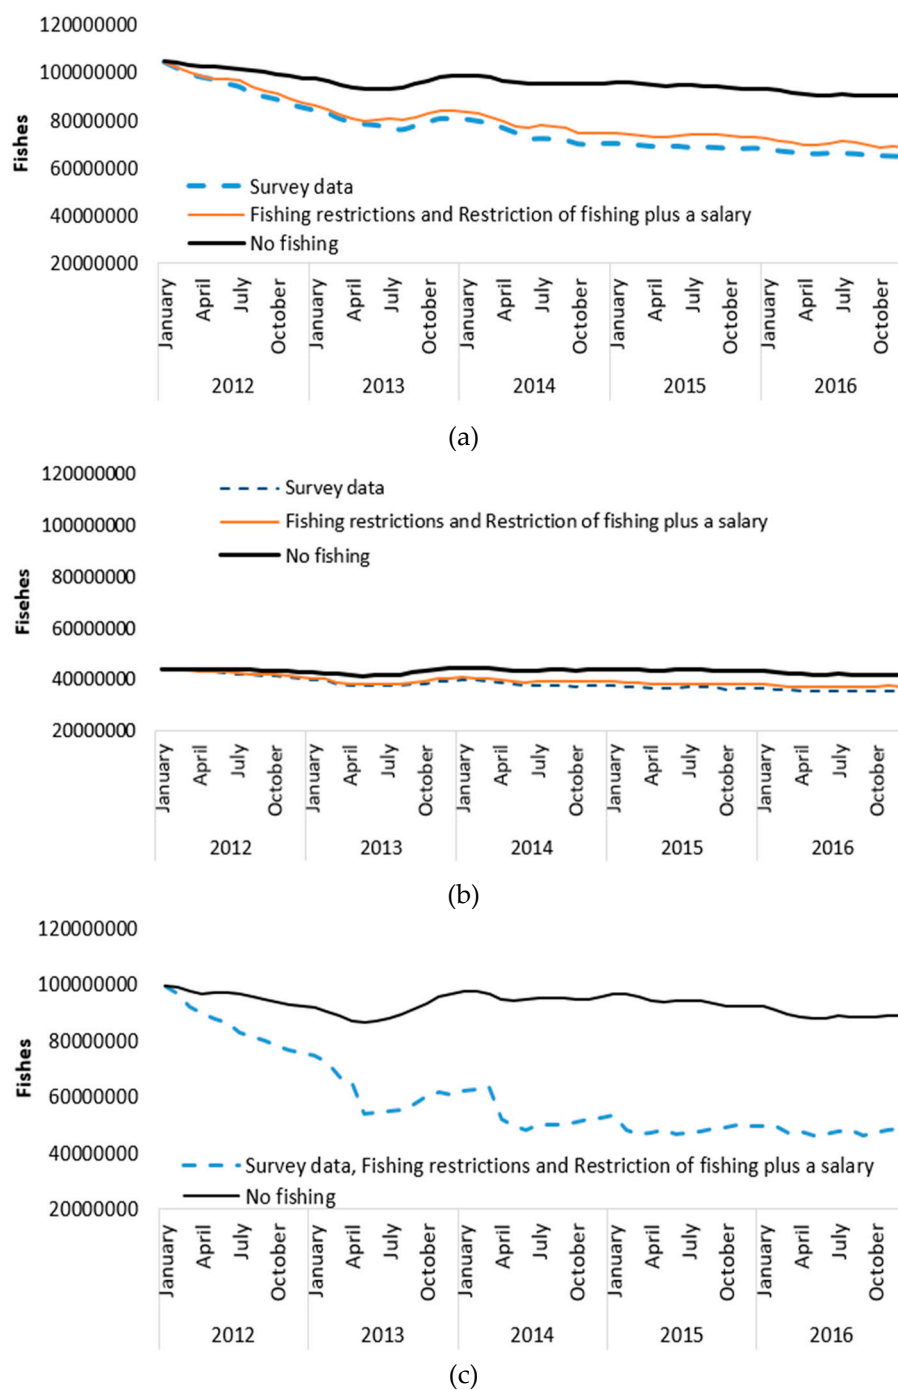 120000000
100000000
80000000
60000000
40000000
20000000
Fishes
Survey data
Fishing restrictions and Restriction of fishing plus a salary
No fishing
January April July October January April July October January April July October January April July October January April July October
2012 2013 2014 2015 2016
(a)
120000000
100000000
80000000
60000000
40000000
20000000
Fisehes
Survey data
Fishing restrictions and Restriction of fishing plus a salary
No fishing
January April July October January April July October January April July October January April July October January April July October
2012 2013 2014 2015 2016
(b)
120000000
100000000
80000000
60000000
40000000
20000000
Fishes
Survey data, Fishing restrictions and Restriction of fishing plus a salary
No fishing
January April July October January April July October January April July October January April July October January April July October
2012 2013 2014 2015 2016
(c)